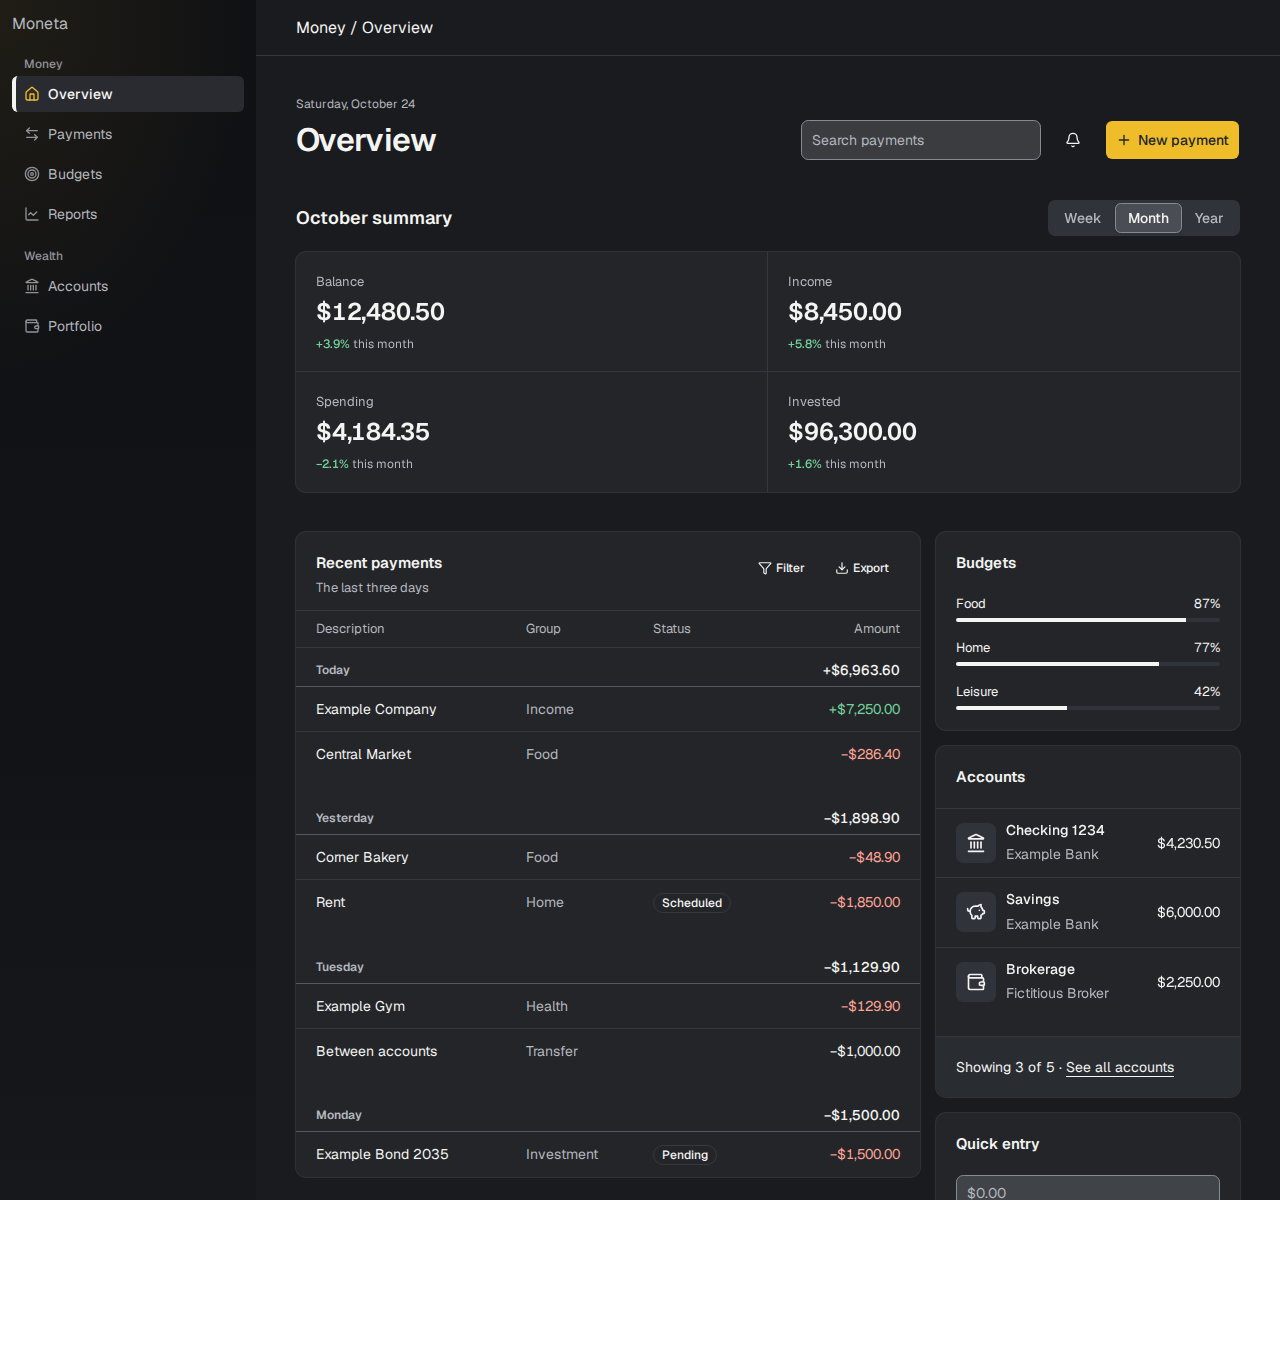 Moneta
Money
Overview
Payments
Budgets
Reports
Wealth
Accounts
Portfolio
Money / Overview
Saturday, October 24
Overview
Search payments
New payment
October summary
Week Month Year
Balance
$12,480.50
+3.9% this month
Income
$8,450.00
+5.8% this month
Spending
$4,184.35
−2.1% this month
Invested
$96,300.00
+1.6% this month
Recent payments
The last three days
Filter Export
Description Group Status Amount
Today +$6,963.60
Example Company Income +$7,250.00
Central Market Food −$286.40
Yesterday −$1,898.90
Corner Bakery Food −$48.90
Rent Home Scheduled −$1,850.00
Tuesday −$1,129.90
Example Gym Health −$129.90
Between accounts Transfer −$1,000.00
Monday −$1,500.00
Example Bond 2035 Investment Pending −$1,500.00
Budgets
Food 87%
Home 77%
Leisure 42%
Accounts
Checking 1234
Example Bank
$4,230.50
Savings
Example Bank
$6,000.00
Brokerage
Fictitious Broker
$2,250.00
Showing 3 of 5 · See all accounts
Quick entry
$0.00